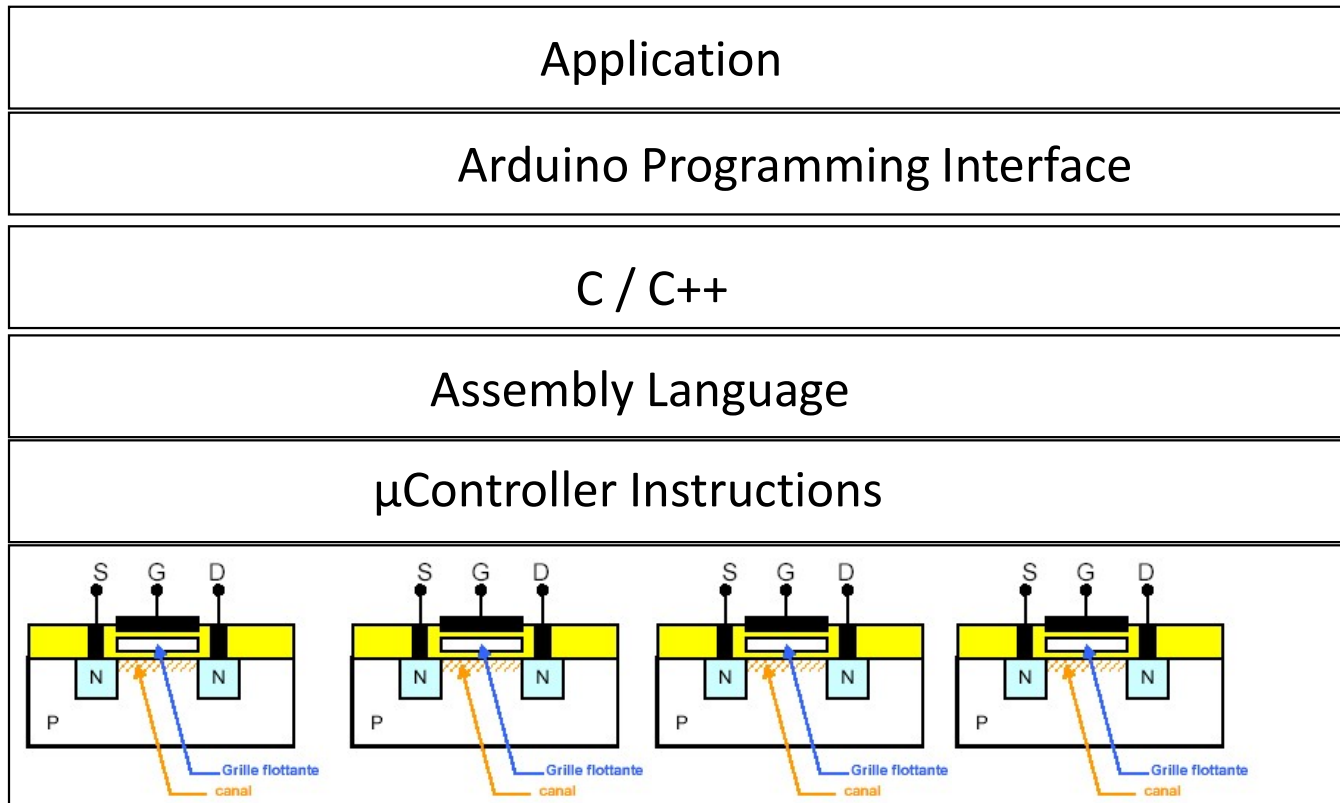 Application
Arduino Programming Interface
C / C++
Assembly Language
µController Instructions
S G D S G D S G D S G D
N N N N N N N N
P P P P
Grille flottante Grille flottante Grille flottante Grille flottante
canal canal canal canal